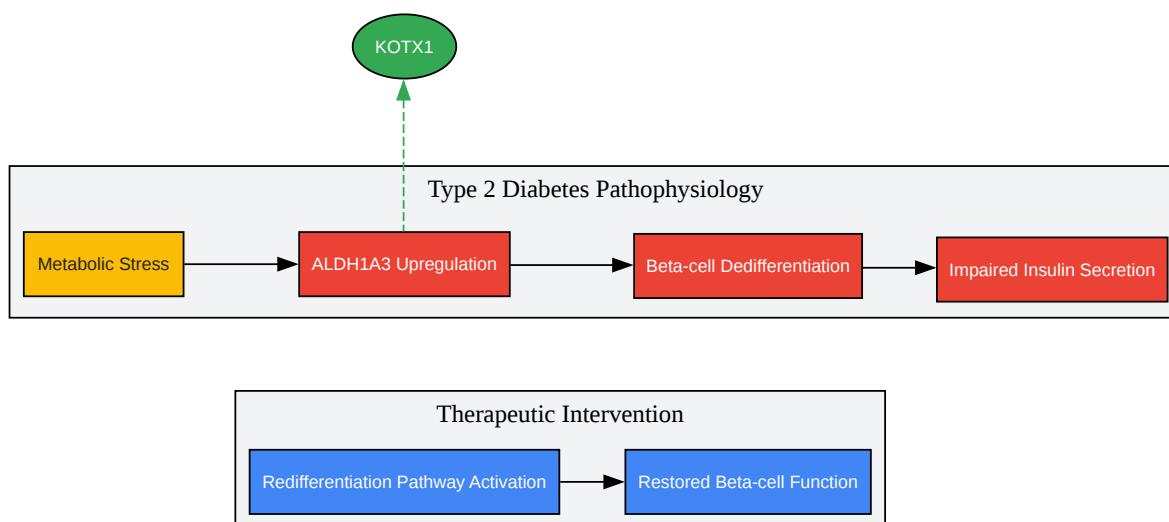 KOTX1
Type 2 Diabetes Pathophysiology
Metabolic Stress
ALDH1A3 Upregulation
Beta-cell Dedifferentiation
Impaired Insulin Secretion
Therapeutic Intervention
Redifferentiation Pathway Activation
Restored Beta-cell Function